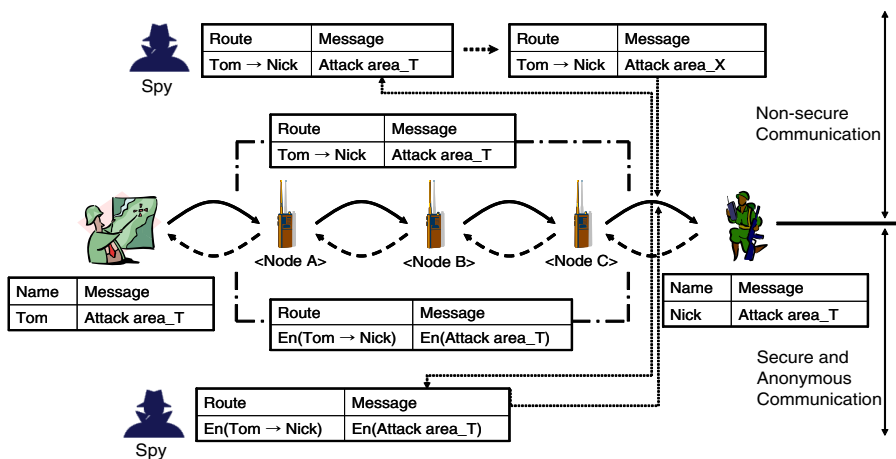 Route Message
Tom → Nick Attack area_T
Route Message
Tom → Nick Attack area_X
Spy
Non-secure
Communication
Route Message
Tom → Nick Attack area_T
<Node A>
<Node B>
<Node C>
Name Message
Tom Attack area_T
Name Message
Nick Attack area_T
Route Message
En(Tom → Nick) En(Attack area_T)
Secure and
Anonymous
Communication
Route Message
En(Tom → Nick) En(Attack area_T)
Spy